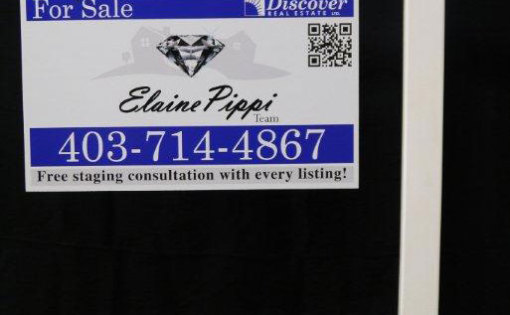 For Sale
Discover
REAL ESTATE LTD.
Elaine Pippi
Team
403-714-4867
Free staging consultation with every listing!